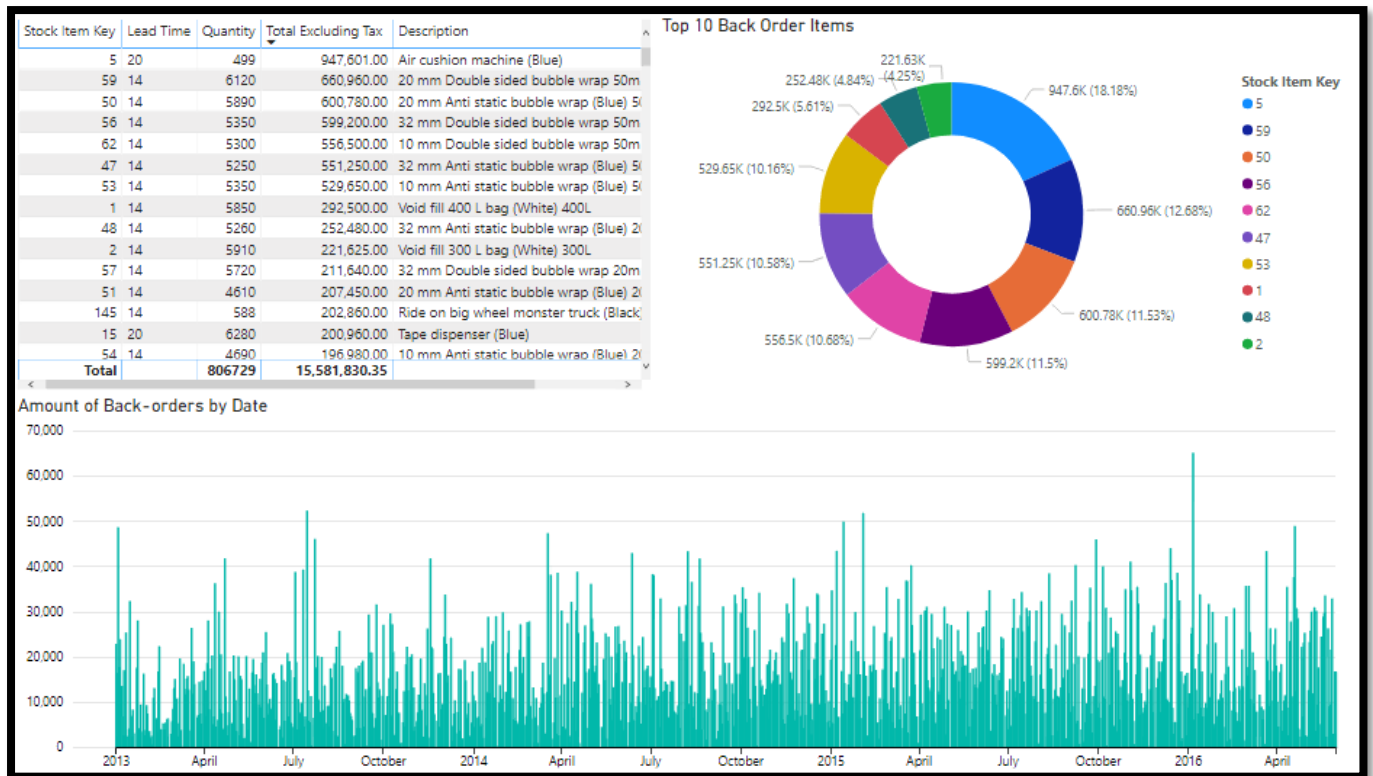 Stock Item Key Lead Time Quantity Total Excluding Tax Description
5 20 499 947,601.00 Air cushion machine (Blue)
59 14 6120 660,960.00 20 mm Double sided bubble wrap 50m
50 14 5890 600,780.00 20 mm Anti static bubble wrap (Blue)
56 14 5350 599,200.00 32 mm Double sided bubble wrap 50m
62 14 5300 556,500.00 10 mm Double sided bubble wrap 50m
47 14 5250 551,250.00 32 mm Anti static bubble wrap (Blue)
53 14 5350 529,650.00 10 mm Anti static bubble wrap (Blue)
1 14 5850 292,500.00 Void fill 400 L bag (White) 400L
48 14 5260 252,480.00 32 mm Anti static bubble wrap (Blue)
2 14 5910 221,625.00 Void fill 300 L bag (White) 300L
57 14 5720 211,640.00 32 mm Double sided bubble wrap 20m
51 14 4610 207,450.00 20 mm Anti static bubble wrap (Blue)
145 14 588 202,860.00 Ride on big wheel monster truck (Black)
15 20 6280 200,960.00 Tape dispenser (Blue)
54 14 4690 196,980.00 10 mm Anti static bubble wrap (Blue)
Total 806729 15,581,830.35
Top 10 Back Order Items
221.63K
(4.25%)
252.48K (4.84%)
292.5K (5.61%)
529.65K (10.16%)
551.25K (10.58%)
556.5K (10.68%)
947.6K (18.18%)
660.96K (12.68%)
600.78K (11.53%)
599.2K (11.5%)
Stock Item Key
5
59
50
56
62
47
53
1
48
2
Amount of Back-orders by Date
70,000
60,000
50,000
40,000
30,000
20,000
10,000
0
2013 April July October 2014 April July October 2015 April July October 2016 April